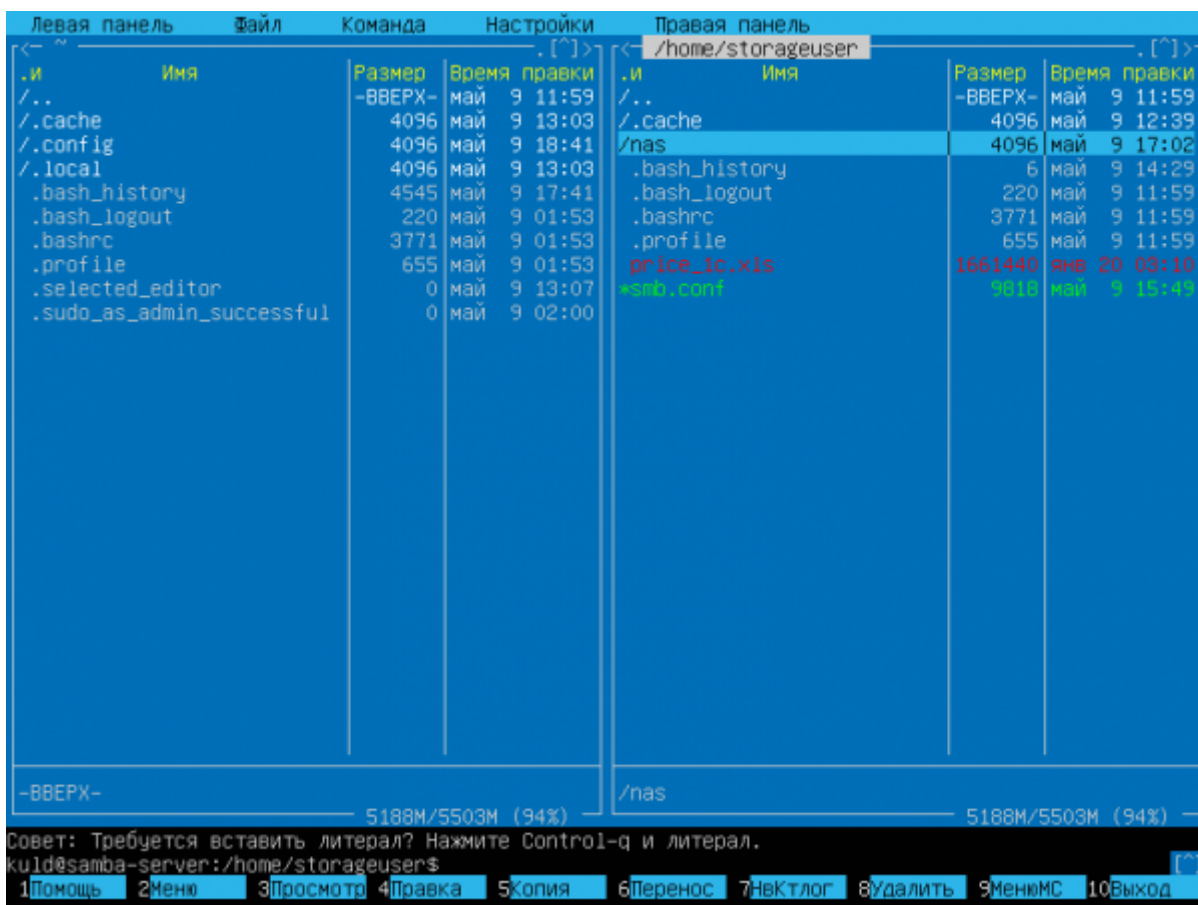 Левая панель Файл Команда Настройки Правая панель
<─ ~ .[^]> <─ /home/storageuser .[^]>
.и Имя Размер Время правки .и Имя Размер Время правки
/.. -ВВЕРХ- май 9 11:59 /.. -ВВЕРХ- май 9 11:59
/.cache 4096 май 9 13:03 /.cache 4096 май 9 12:39
/.config 4096 май 9 18:41 /nas 4096 май 9 17:02
/.local 4096 май 9 13:03 .bash_history 6 май 9 14:29
.bash_history 4545 май 9 17:41 .bash_logout 220 май 9 11:59
.bash_logout 220 май 9 01:53 .bashrc 3771 май 9 11:59
.bashrc 3771 май 9 01:53 .profile 655 май 9 11:59
.profile 655 май 9 01:53 price_1c.xls 1661440 янв 20 03:10
.selected_editor 0 май 9 13:07 *smb.conf 9818 май 9 15:49
.sudo_as_admin_successful 0 май 9 02:00
-ВВЕРХ- /nas
5188M/5503M (94%) 5188M/5503M (94%)
Совет: Требуется вставить литерал? Нажмите Control-q и литерал.
kuld@samba-server:/home/storageuser$ [^]
1Помощь 2Меню 3Просмотр 4Правка 5Копия 6Перенос 7НвКтлог 8Удалить 9МенюМС 10Выход